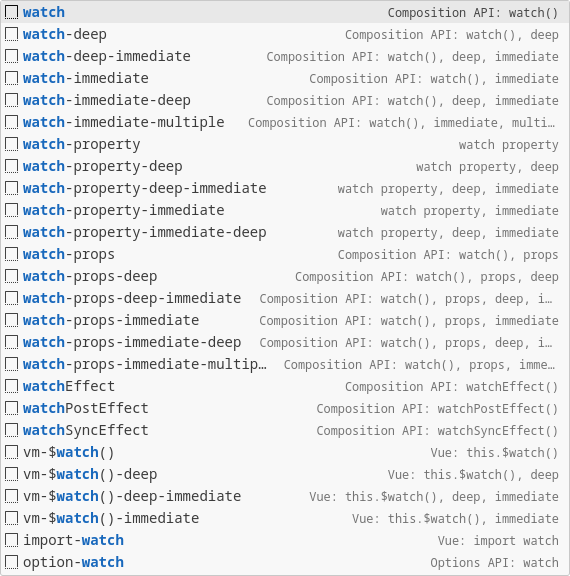 watch Composition API: watch()
watch-deep Composition API: watch(), deep
watch-deep-immediate Composition API: watch(), deep, immediate
watch-immediate Composition API: watch(), immediate
watch-immediate-deep Composition API: watch(), deep, immediate
watch-immediate-multiple Composition API: watch(), immediate, multi…
watch-property watch property
watch-property-deep watch property, deep
watch-property-deep-immediate watch property, deep, immediate
watch-property-immediate watch property, immediate
watch-property-immediate-deep watch property, deep, immediate
watch-props Composition API: watch(), props
watch-props-deep Composition API: watch(), props, deep
watch-props-deep-immediate Composition API: watch(), props, deep, i…
watch-props-immediate Composition API: watch(), props, immediate
watch-props-immediate-deep Composition API: watch(), props, deep, i…
watch-props-immediate-multip… Composition API: watch(), props, imme…
watchEffect Composition API: watchEffect()
watchPostEffect Composition API: watchPostEffect()
watchSyncEffect Composition API: watchSyncEffect()
vm-$watch() Vue: this.$watch()
vm-$watch()-deep Vue: this.$watch(), deep
vm-$watch()-deep-immediate Vue: this.$watch(), deep, immediate
vm-$watch()-immediate Vue: this.$watch(), immediate
import-watch Vue: import watch
option-watch Options API: watch